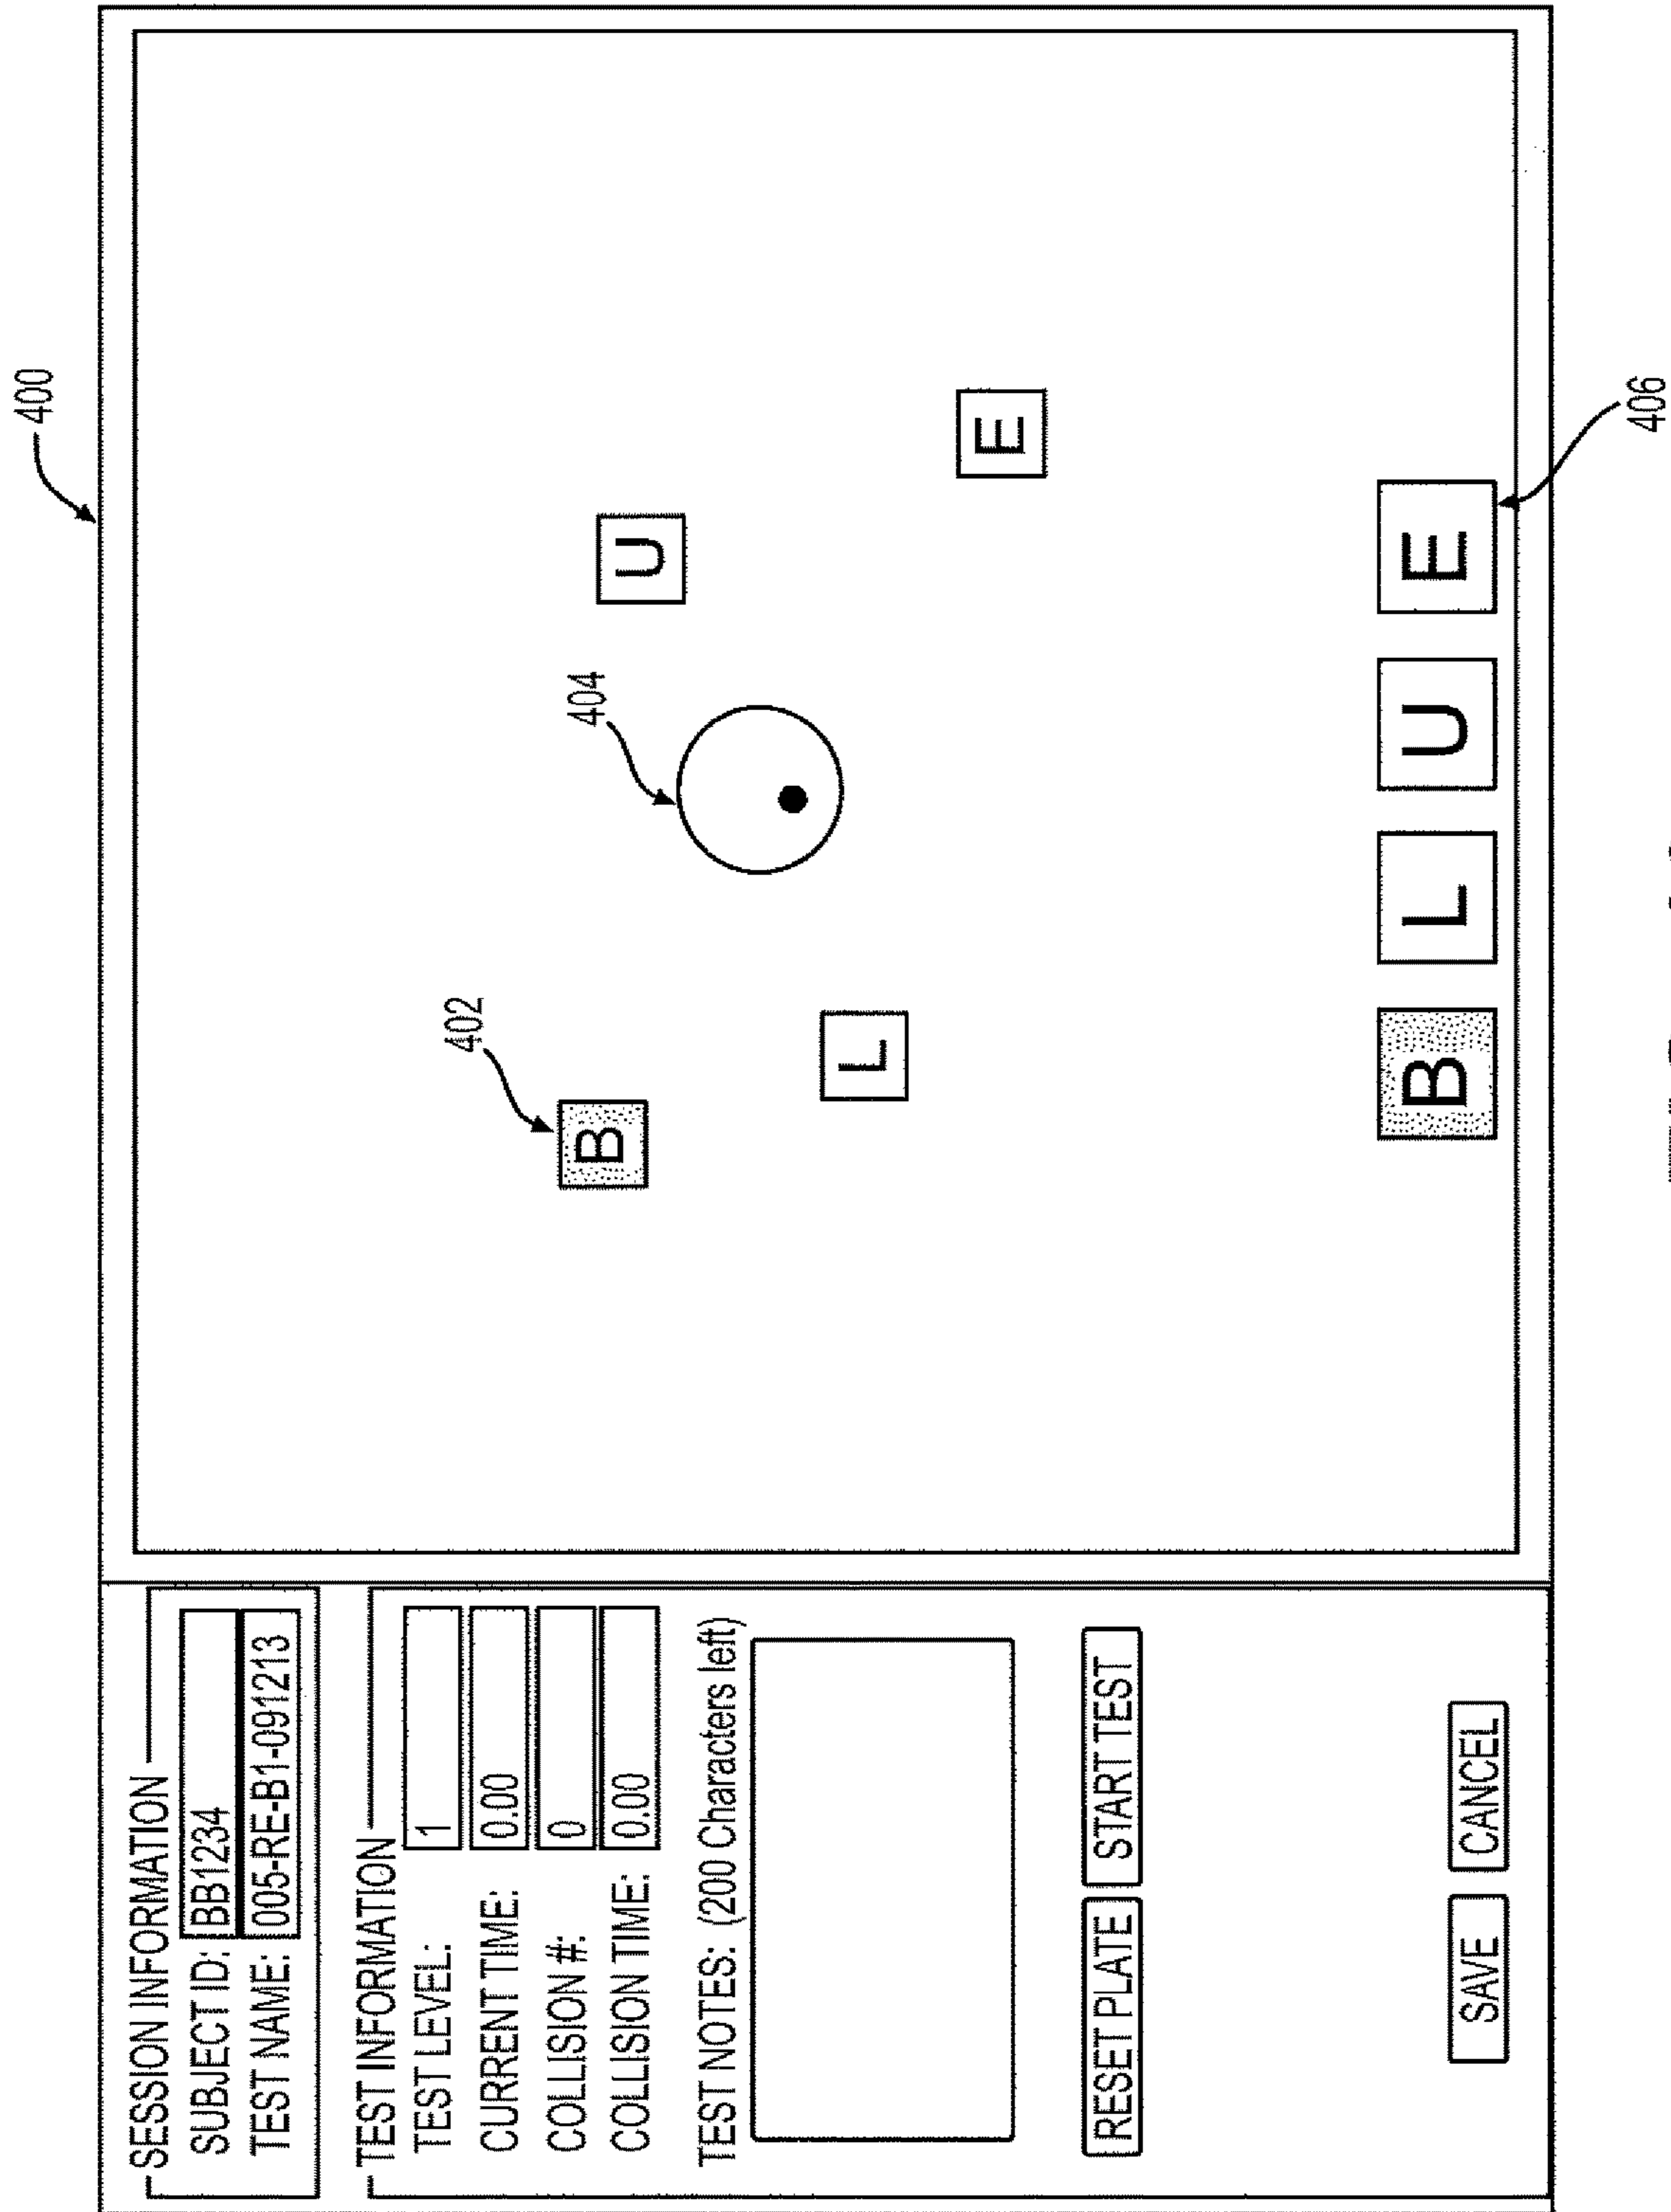 400
SESSION INFORMATION
SUBJECT ID: BB1234
TEST NAME: 005-RE-B1-091213
TEST INFORMATION
TEST LEVEL: 1
CURRENT TIME: 0.00
COLLISION #: 0
COLLISION TIME: 0.00
TEST NOTES: (200 Characters left)
RESET PLATE START TEST
SAVE CANCEL
402
B
404
U
L
E
B L U E
406